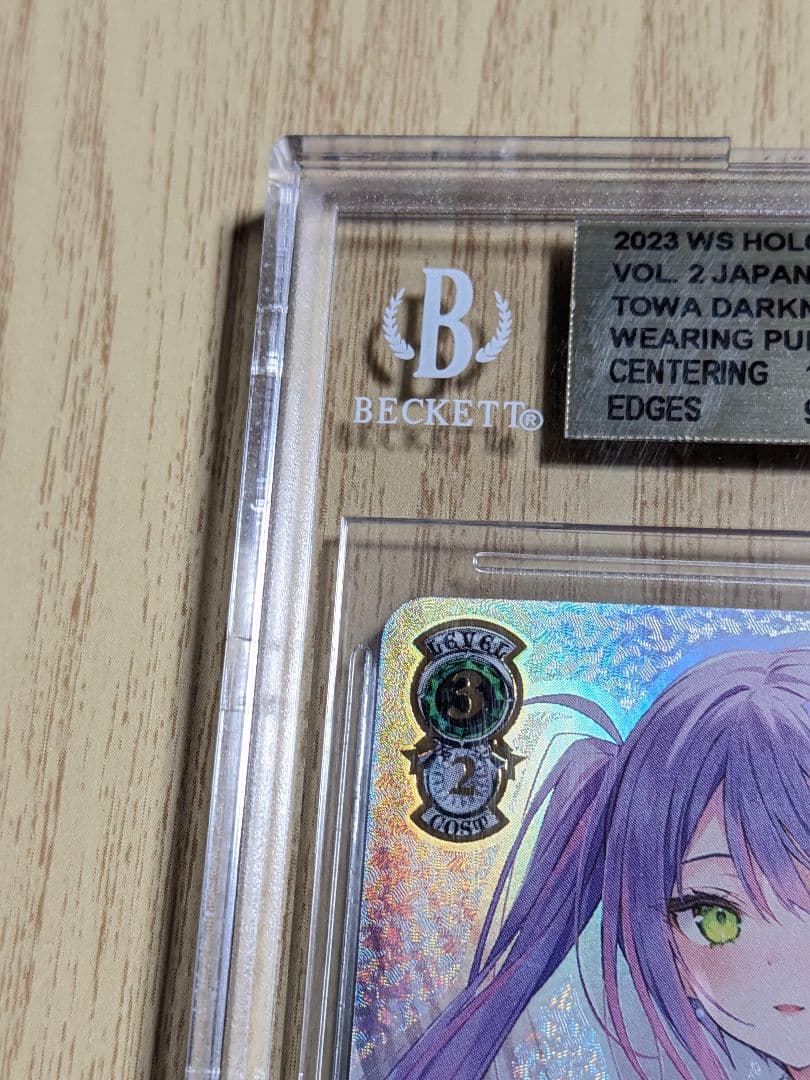 B
BECKETT®
2023 WS HOLO
VOL. 2 JAPAN
TOWA DARKN
WEARING PU
CENTERING
EDGES
LEVEL
3
2
COST